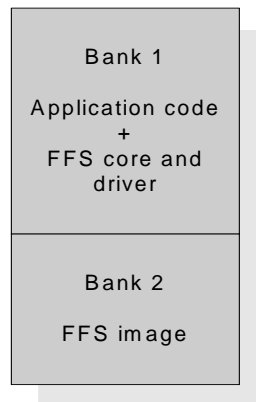 Bank 1
Application code
+
FFS core and
driver
Bank 2
FFS image